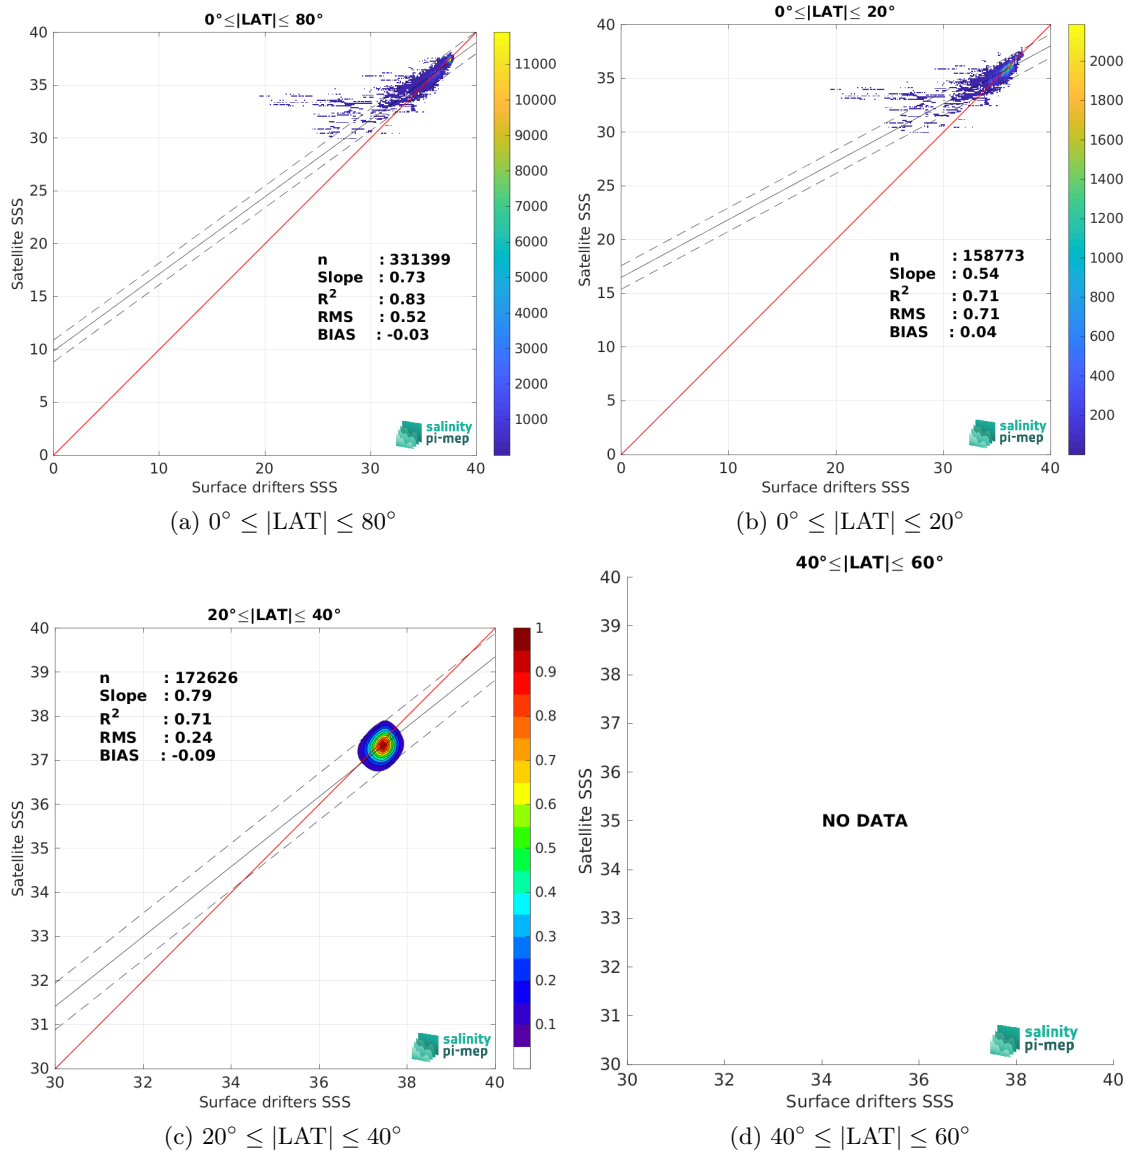 0°≤|LAT|≤ 80°
40
35
30
25
20
15
10
5
0
Satellite SSS
n : 331399
Slope : 0.73
R² : 0.83
RMS : 0.52
BIAS : -0.03
salinity
pi-mep
0 10 20 30 40
Surface drifters SSS
11000
10000
9000
8000
7000
6000
5000
4000
3000
2000
1000
(a) 0° ≤ |LAT| ≤ 80°
0°≤|LAT|≤ 20°
40
35
30
25
20
15
10
5
0
Satellite SSS
n : 158773
Slope : 0.54
R² : 0.71
RMS : 0.71
BIAS : 0.04
salinity
pi-mep
0 10 20 30 40
Surface drifters SSS
2000
1800
1600
1400
1200
1000
800
600
400
200
(b) 0° ≤ |LAT| ≤ 20°
20°≤|LAT|≤ 40°
40
39
38
37
36
35
34
33
32
31
30
Satellite SSS
n : 172626
Slope : 0.79
R² : 0.71
RMS : 0.24
BIAS : -0.09
salinity
pi-mep
30 32 34 36 38 40
Surface drifters SSS
1
0.9
0.8
0.7
0.6
0.5
0.4
0.3
0.2
0.1
(c) 20° ≤ |LAT| ≤ 40°
40°≤|LAT|≤ 60°
40
39
38
37
36
35
34
33
32
31
30
Satellite SSS
NO DATA
salinity
pi-mep
30 32 34 36 38 40
Surface drifters SSS
(d) 40° ≤ |LAT| ≤ 60°